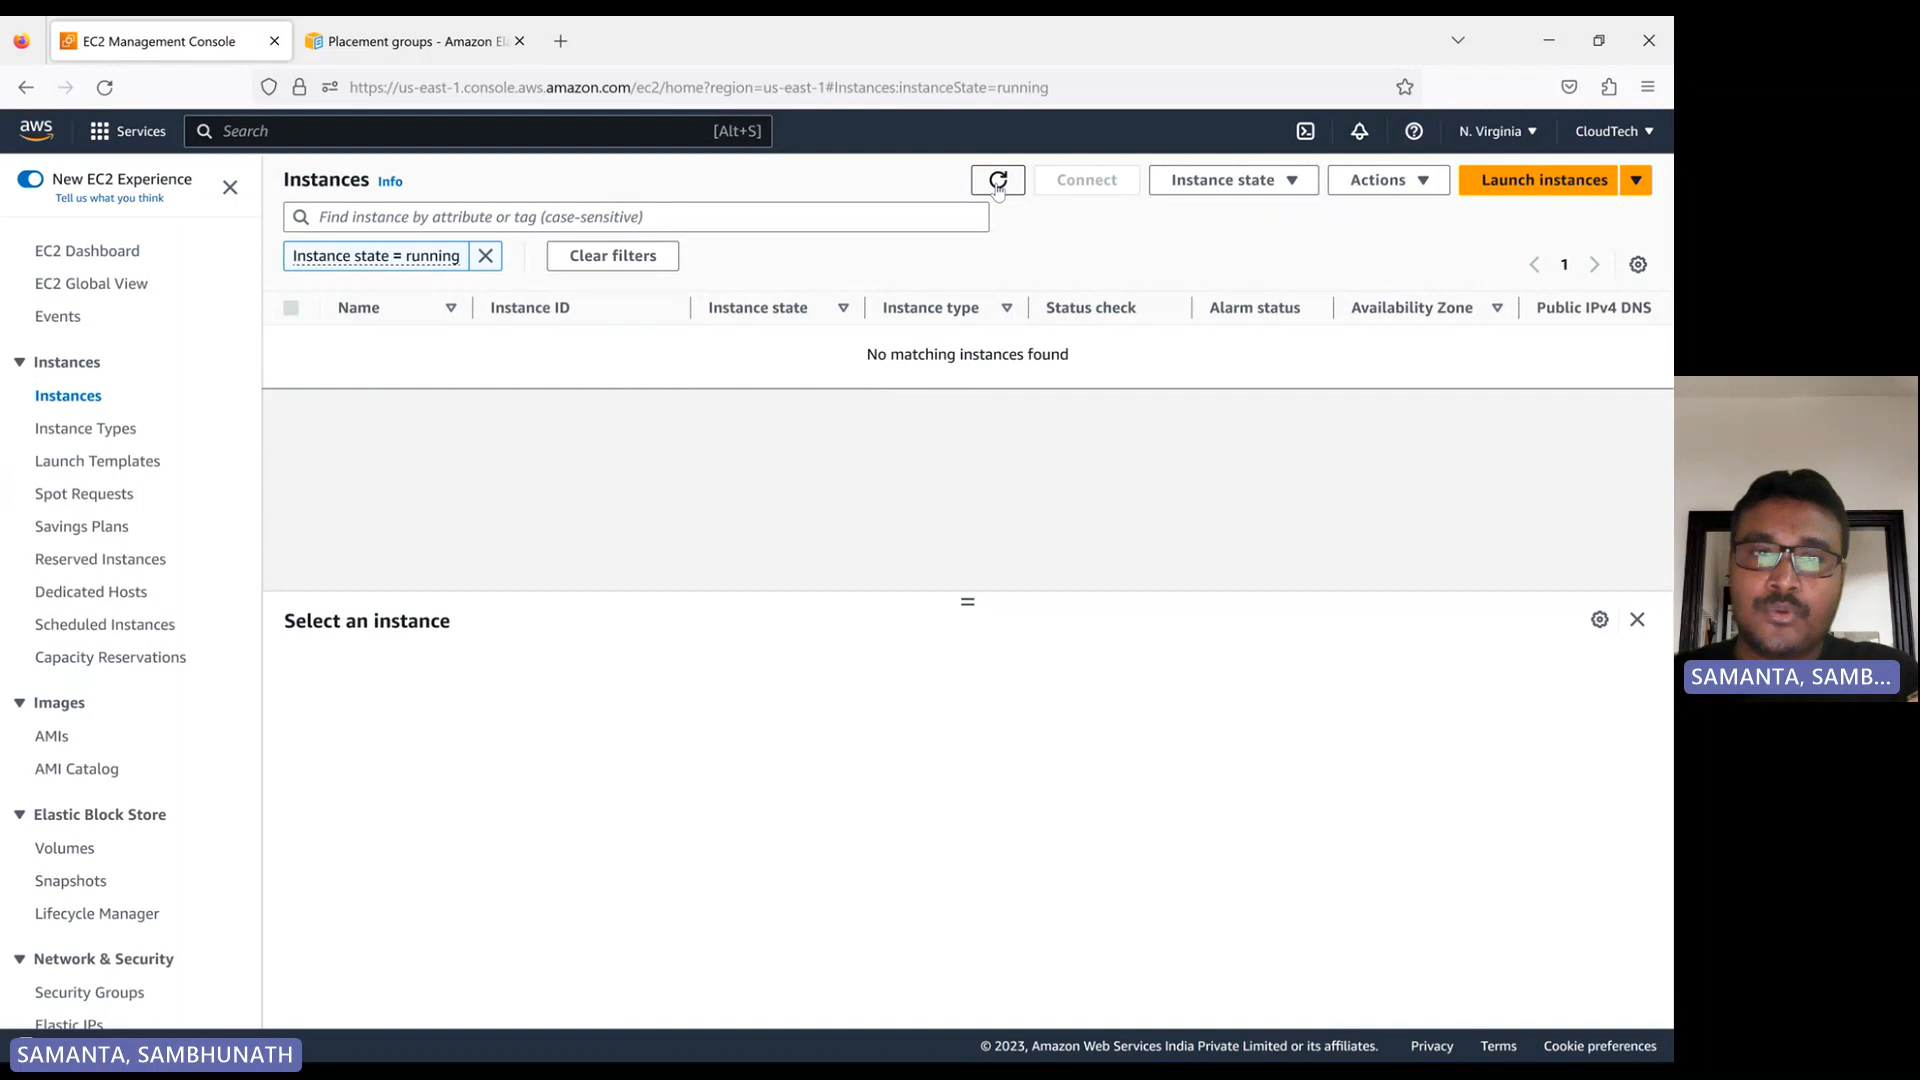 EC2 Management Console
Placement groups - Amazon El
https://us-east-1.console.aws.amazon.com/ec2/home?region=us-east-1#Instances:instanceState=running
aws
Services
Search
[Alt+S]
N. Virginia
CloudTech
New EC2 Experience
Tell us what you think
EC2 Dashboard
EC2 Global View
Events
Instances
Instances
Instance Types
Launch Templates
Spot Requests
Savings Plans
Reserved Instances
Dedicated Hosts
Scheduled Instances
Capacity Reservations
Images
AMIs
AMI Catalog
Elastic Block Store
Volumes
Snapshots
Lifecycle Manager
Network & Security
Security Groups
Elastic IPs
Instances Info
Connect
Instance state
Actions
Launch instances
Find instance by attribute or tag (case-sensitive)
Instance state = running
Clear filters
1
Name
Instance ID
Instance state
Instance type
Status check
Alarm status
Availability Zone
Public IPv4 DNS
No matching instances found
Select an instance
© 2023, Amazon Web Services India Private Limited or its affiliates.
Privacy
Terms
Cookie preferences
SAMANTA, SAMB...
SAMANTA, SAMBHUNATH